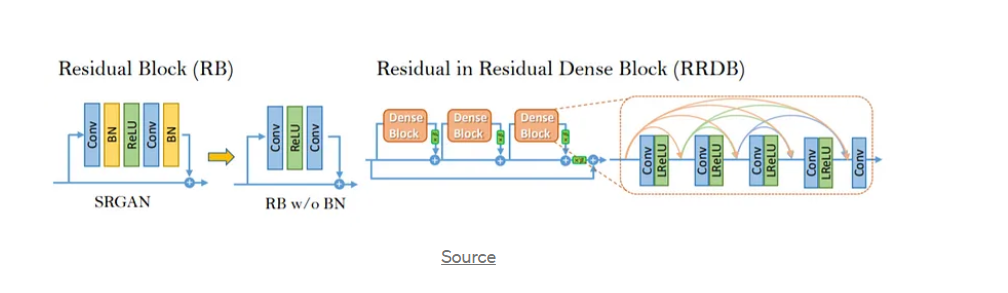 Residual Block (RB)
Conv
BN
ReLU
Conv
BN
SRGAN
Conv
ReLU
Conv
RB w/o BN
Residual in Residual Dense Block (RRDB)
Dense
Block
Dense
Block
Dense
Block
Conv
LReLU
Conv
LReLU
Conv
LReLU
Conv
LReLU
Conv
Source